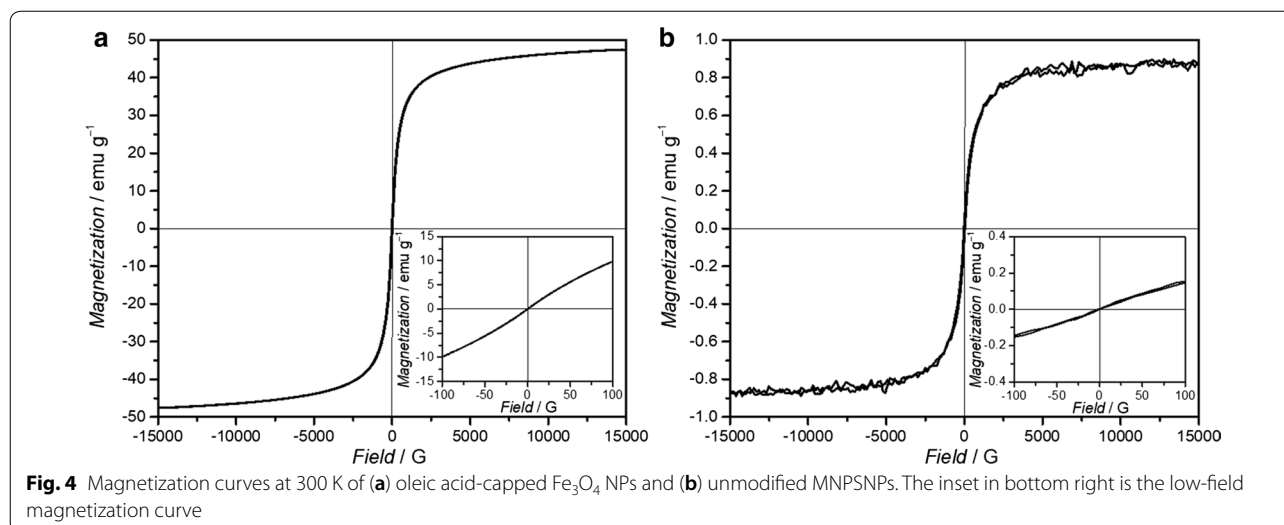 a
b
Magnetization / emu g⁻¹
50
40
30
20
10
0
-10
-20
-30
-40
-50
-15000 -10000 -5000 0 5000 10000 15000
Field / G
Magnetization / emu g⁻¹
15
10
5
0
-5
-10
-15
-100 -50 0 50 100
Field / G
Magnetization / emu g⁻¹
1.0
0.8
0.6
0.4
0.2
0.0
-0.2
-0.4
-0.6
-0.8
-1.0
-15000 -10000 -5000 0 5000 10000 15000
Field / G
Magnetization / emu g⁻¹
0.4
0.2
0.0
-0.2
-0.4
-100 -50 0 50 100
Field / G
Fig. 4 Magnetization curves at 300 K of (a) oleic acid-capped Fe₃O₄ NPs and (b) unmodified MNPSNPs. The inset in bottom right is the low-field
magnetization curve